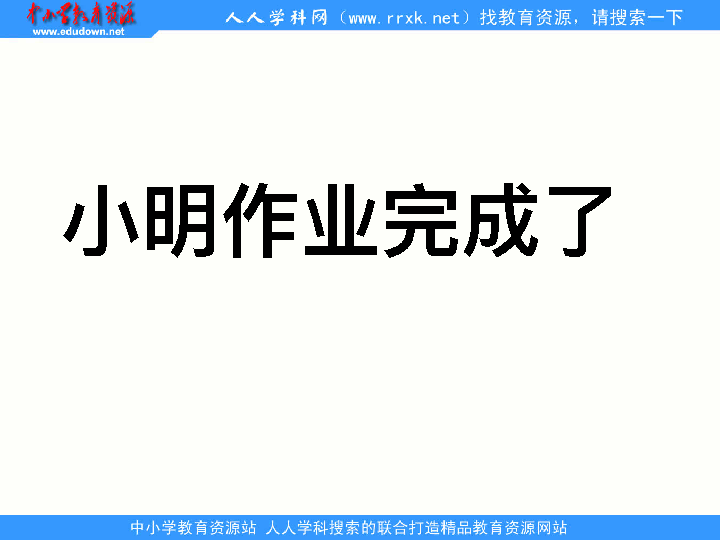 中小学教育资源
www.edudown.net
人人学科网（www.rrxk.net）找教育资源，请搜索一下
小明作业完成了
中小学教育资源站 人人学科搜索的联合打造精品教育资源网站